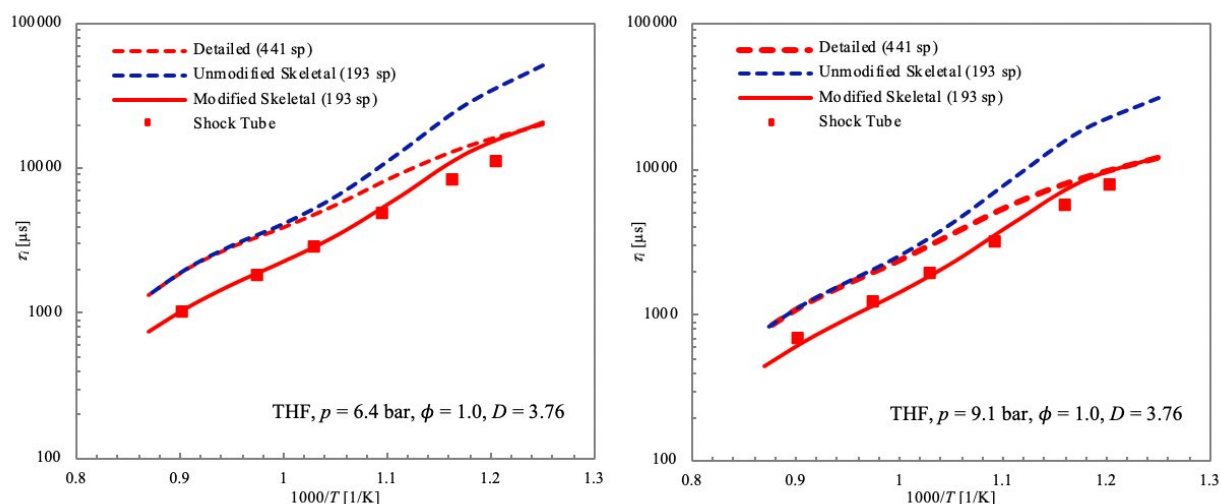 100000
Detailed (441 sp)
Unmodified Skeletal (193 sp)
Modified Skeletal (193 sp)
Shock Tube
10000
τi [μs]
1000
THF, p = 6.4 bar, ϕ = 1.0, D = 3.76
100
0.8 0.9 1 1.1 1.2 1.3
1000/T [1/K]
100000
Detailed (441 sp)
Unmodified Skeletal (193 sp)
Modified Skeletal (193 sp)
Shock Tube
10000
τi [μs]
1000
THF, p = 9.1 bar, ϕ = 1.0, D = 3.76
100
0.8 0.9 1 1.1 1.2 1.3
1000/T [1/K]